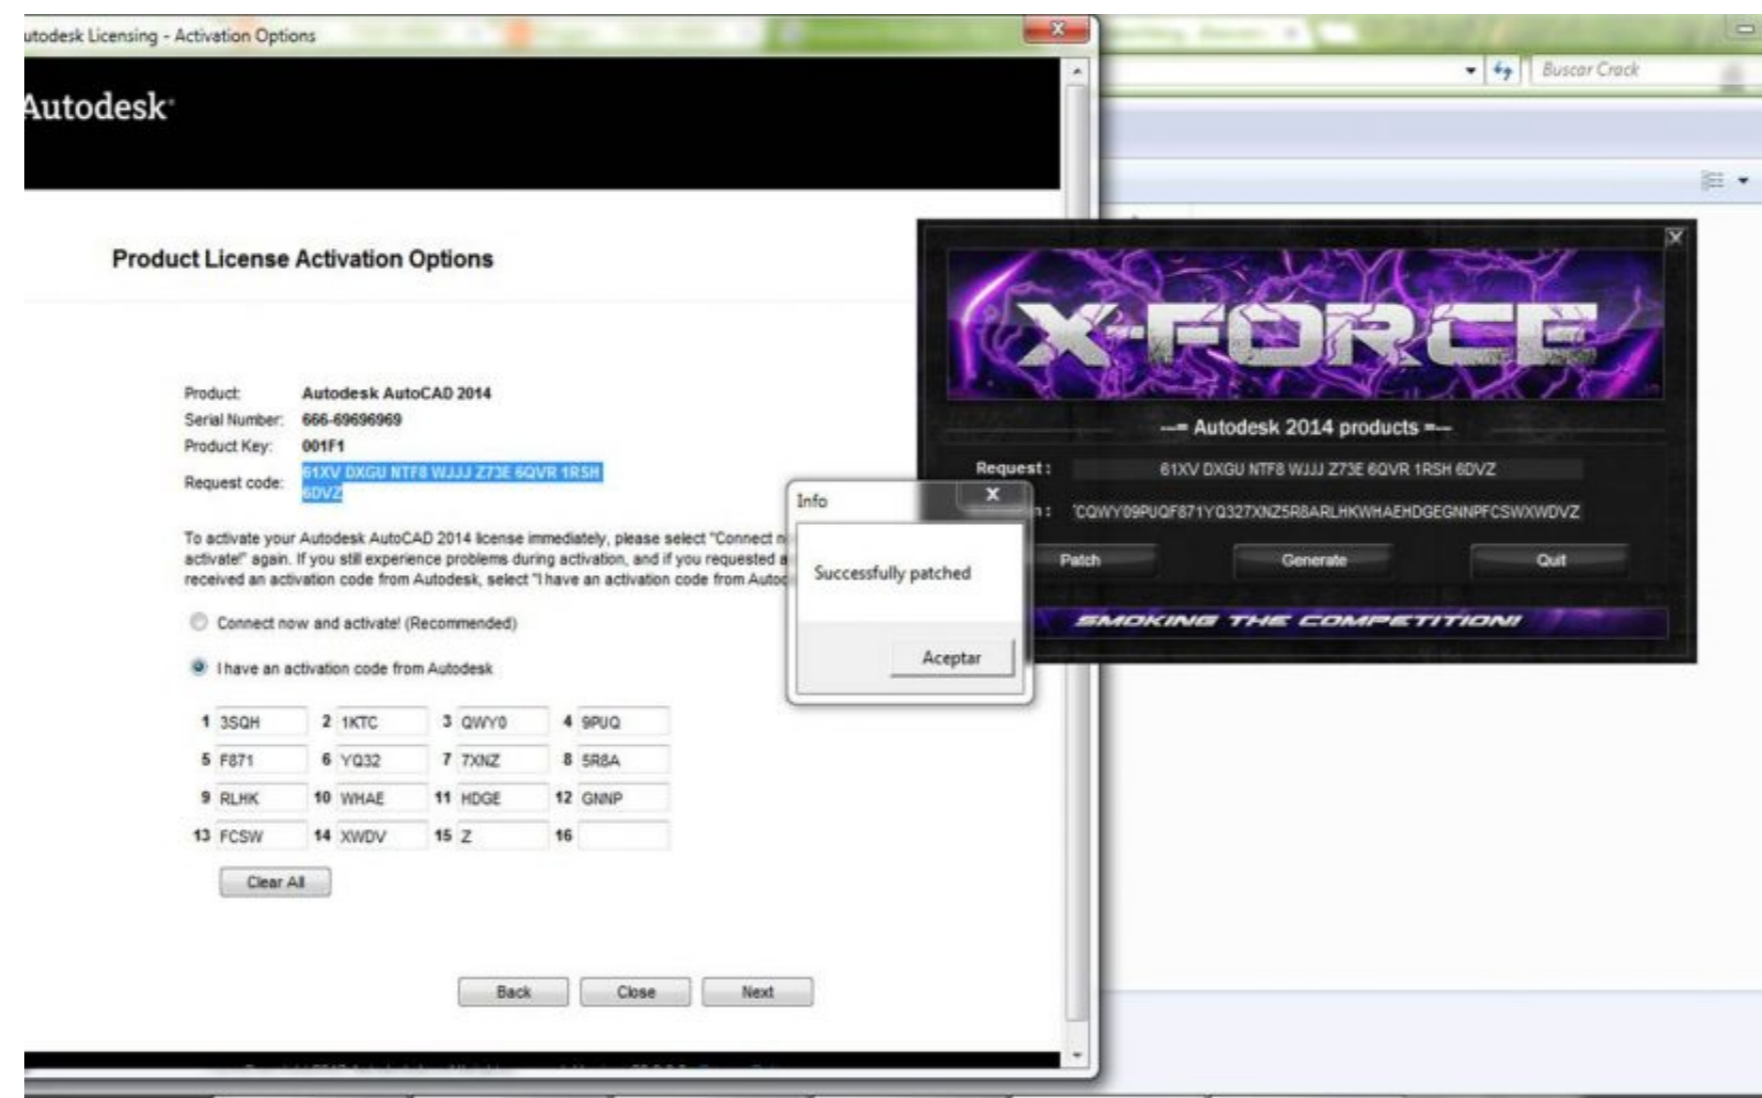 utodesk Licensing - Activation Options
Buscar Crack
Autodesk
Product License Activation Options
Product: Autodesk AutoCAD 2014
Serial Number: 666-69696969
Product Key: 001F1
Request code: 61XV DXGU NTF8 WJJJ Z73E 6QVR 1RSH
6DVZ
To activate your Autodesk AutoCAD 2014 license immediately, please select "Connect n
activate!" again. If you still experience problems during activation, and if you requested a
received an activation code from Autodesk, select "I have an activation code from Autod
Connect now and activate! (Recommended)
I have an activation code from Autodesk
1 3SQH 2 1KTC 3 QWY0 4 9PUQ
5 F871 6 YQ32 7 7XNZ 8 5R8A
9 RLHK 10 WHAE 11 HDGE 12 GNNP
13 FCSW 14 XWDV 15 Z 16
Clear All
Back Close Next
Info
Successfully patched
Aceptar
X-FORCE
---= Autodesk 2014 products =---
Request : 61XV DXGU NTF8 WJJJ Z73E 6QVR 1RSH 6DVZ
n : CQWY09PUQF871YQ327XNZ5R8ARLHKWHAEHDGEGNNPFCSWXWDVZ
Patch Generate Quit
SMOKING THE COMPETITION!